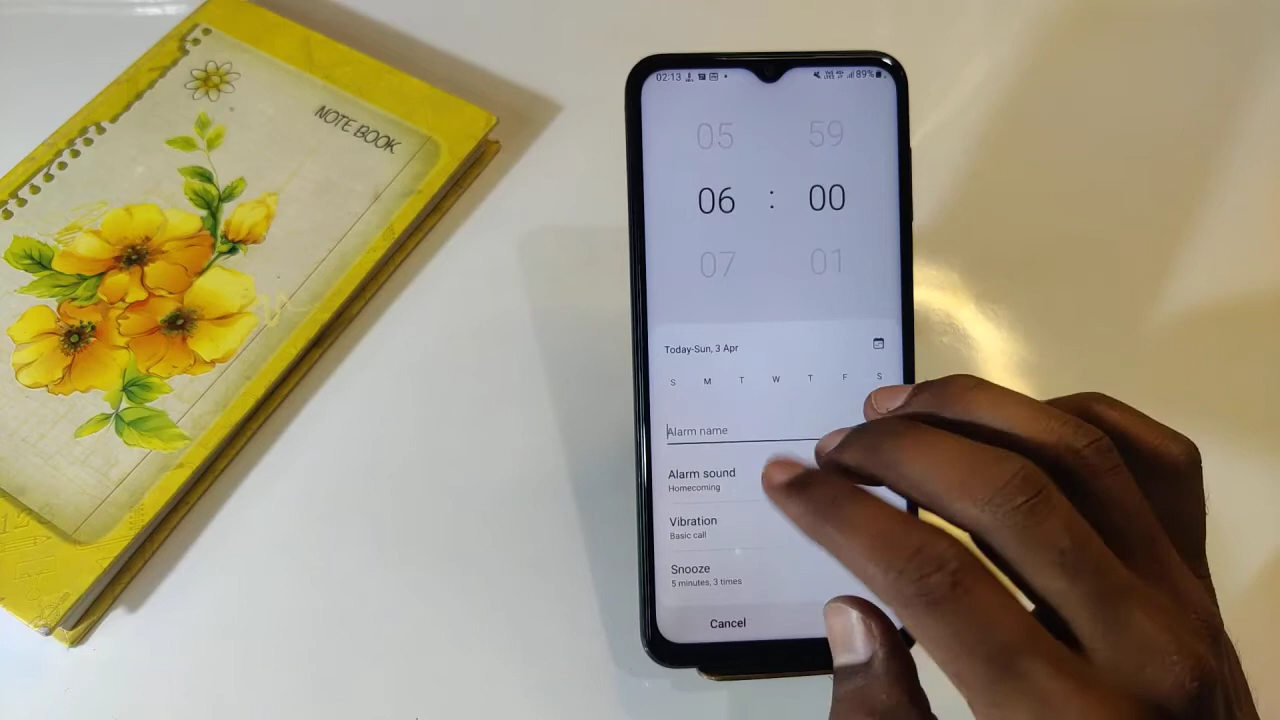 NOTE BOOK
02:13
89%
05 59
06 : 00
07 01
Today-Sun, 3 Apr
S M T W T F S
Alarm name
Alarm sound
Homecoming
Vibration
Basic call
Snooze
5 minutes, 3 times
Cancel